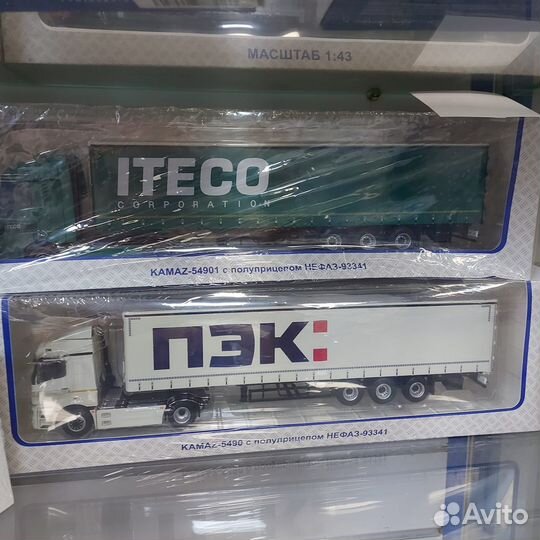 МАСШТАБ 1:43
ITECO
CORPORATION
KAMAZ-54901 с полуприцепом НЕФАЗ-93341
ПЭК:
KAMAZ-5490 с полуприцепом НЕФАЗ-93341
Avito